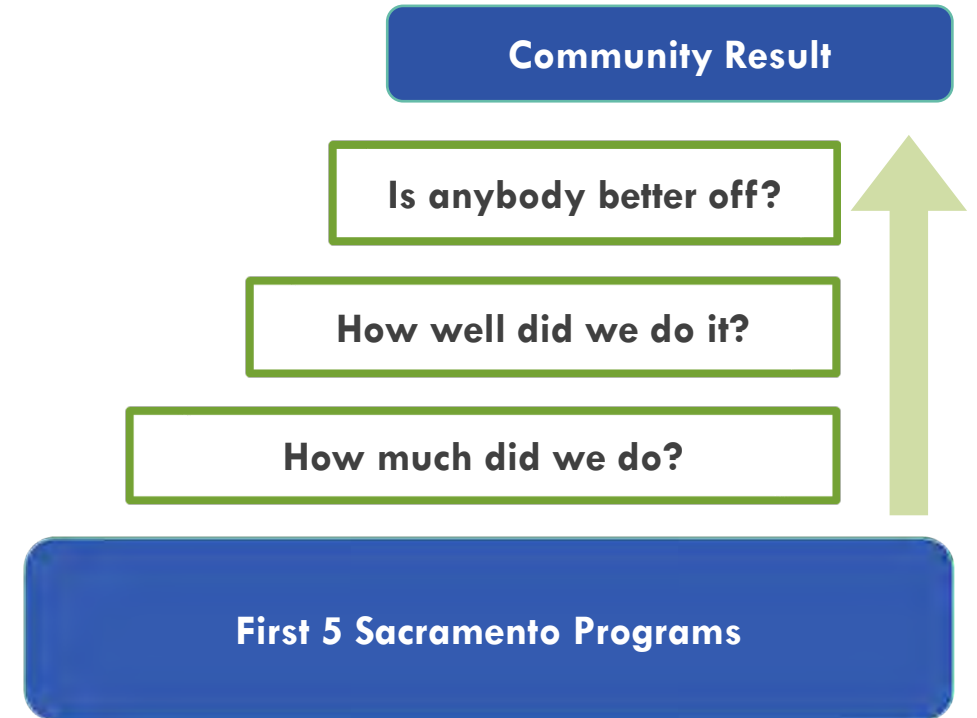 Community Result
Is anybody better off?
How well did we do it?
How much did we do?
First 5 Sacramento Programs